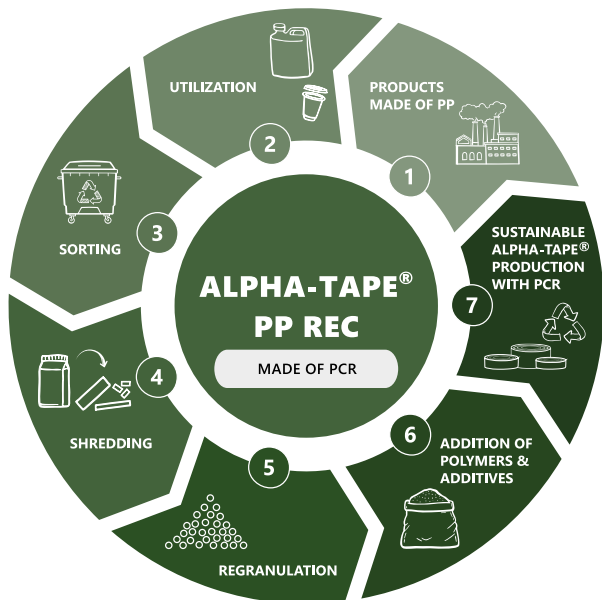 ALPHA-TAPE®
PP REC
MADE OF PCR
1
PRODUCTS
MADE OF PP
2
UTILIZATION
3
SORTING
4
SHREDDING
5
REGRANULATION
6
ADDITION OF
POLYMERS &
ADDITIVES
7
SUSTAINABLE
ALPHA-TAPE®
PRODUCTION
WITH PCR